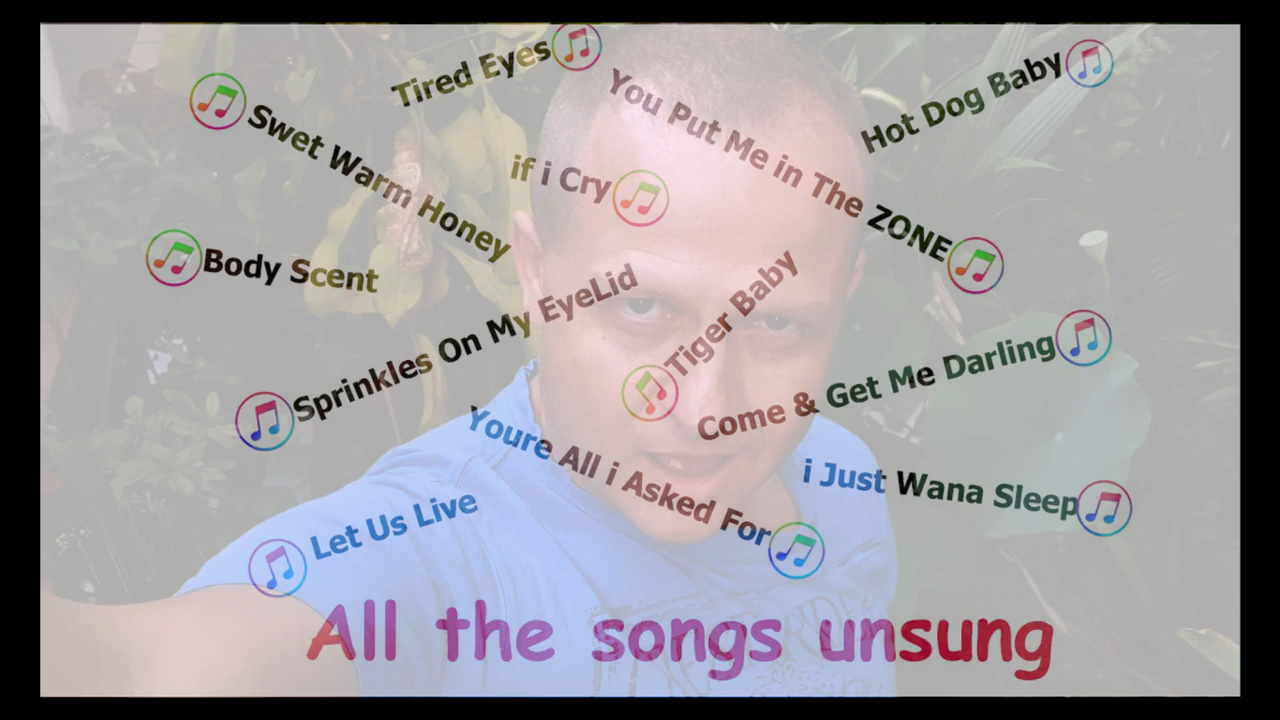 Tired Eyes
Hot Dog Baby
You Put Me in The ZONE
Swet Warm Honey
if i Cry
Body Scent
Sprinkles On My EyeLid
Tiger Baby
Come & Get Me Darling
Youre All i Asked For
i Just Wana Sleep
Let Us Live
All the songs unsung